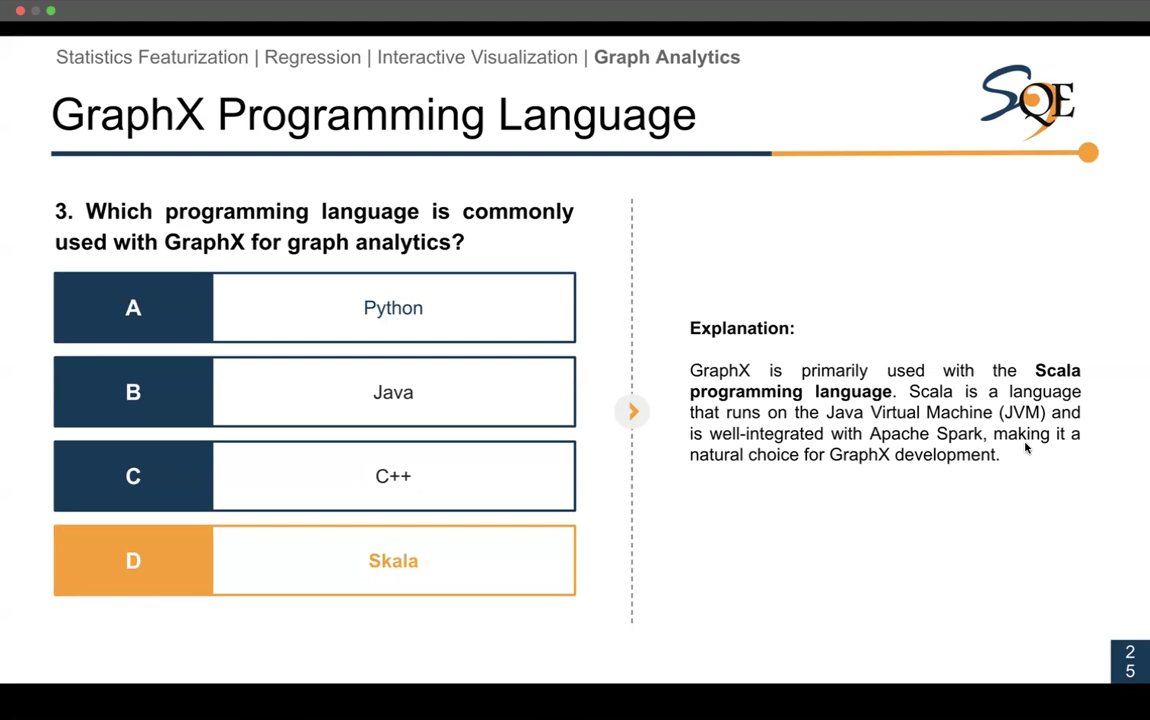 Statistics Featurization | Regression | Interactive Visualization | Graph Analytics
SQE
GraphX Programming Language
3. Which programming language is commonly
used with GraphX for graph analytics?
A Python
B Java
C C++
D Skala
Explanation:
GraphX is primarily used with the Scala
programming language. Scala is a language
that runs on the Java Virtual Machine (JVM) and
is well-integrated with Apache Spark, making it a
natural choice for GraphX development.
2
5